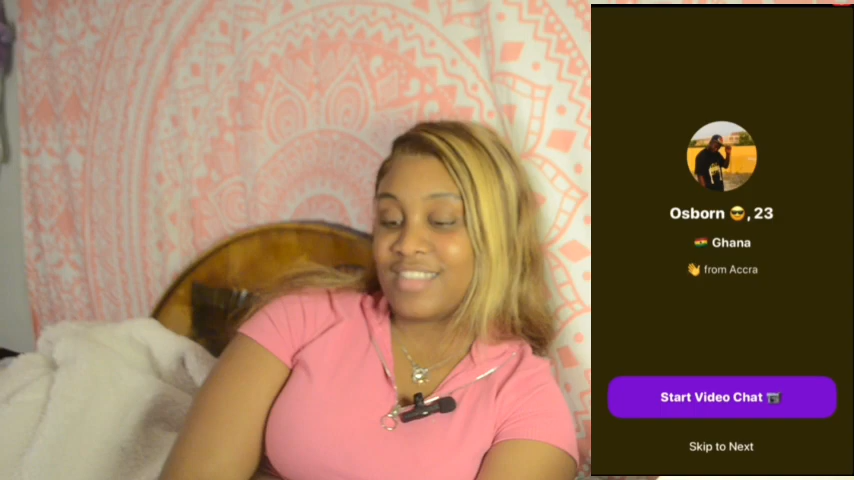 Osborn 😎, 23
🇬🇭 Ghana
👋 from Accra
Start Video Chat 📹
Skip to Next